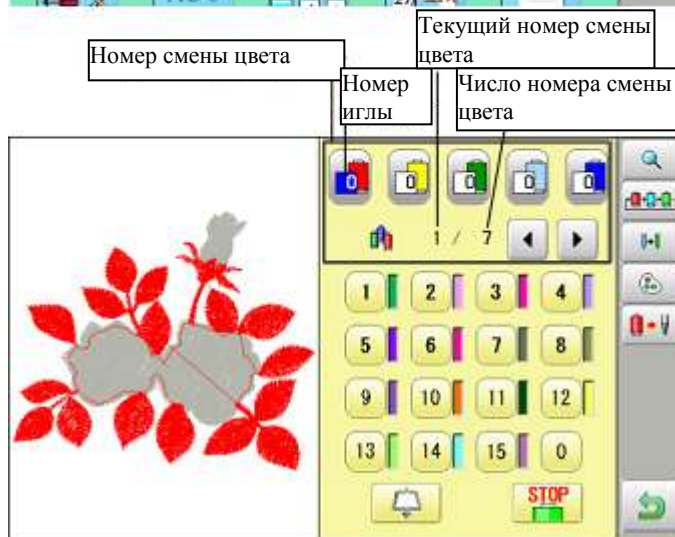 Текущий номер смены
цвета
Номер смены цвета
Номер
иглы
Число номера смены
цвета
0 0 0 0 0
1 / 7
1 2 3 4
5 6 7 8
9 10 11 12
13 14 15 0
STOP